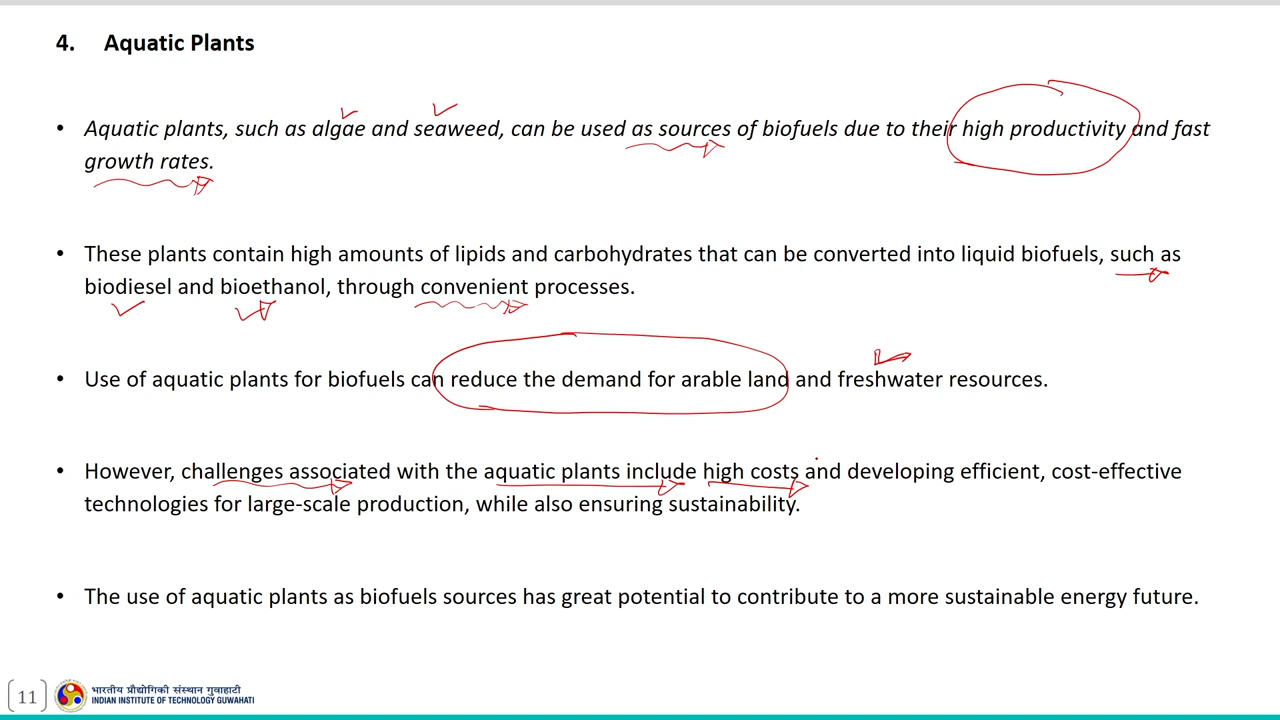 4. Aquatic Plants
• Aquatic plants, such as algae and seaweed, can be used as sources of biofuels due to their high productivity and fast
growth rates.
• These plants contain high amounts of lipids and carbohydrates that can be converted into liquid biofuels, such as
biodiesel and bioethanol, through convenient processes.
• Use of aquatic plants for biofuels can reduce the demand for arable land and freshwater resources.
• However, challenges associated with the aquatic plants include high costs and developing efficient, cost-effective
technologies for large-scale production, while also ensuring sustainability.
• The use of aquatic plants as biofuels sources has great potential to contribute to a more sustainable energy future.
11
भारतीय प्रौद्योगिकी संस्थान गुवाहाटी
INDIAN INSTITUTE OF TECHNOLOGY GUWAHATI